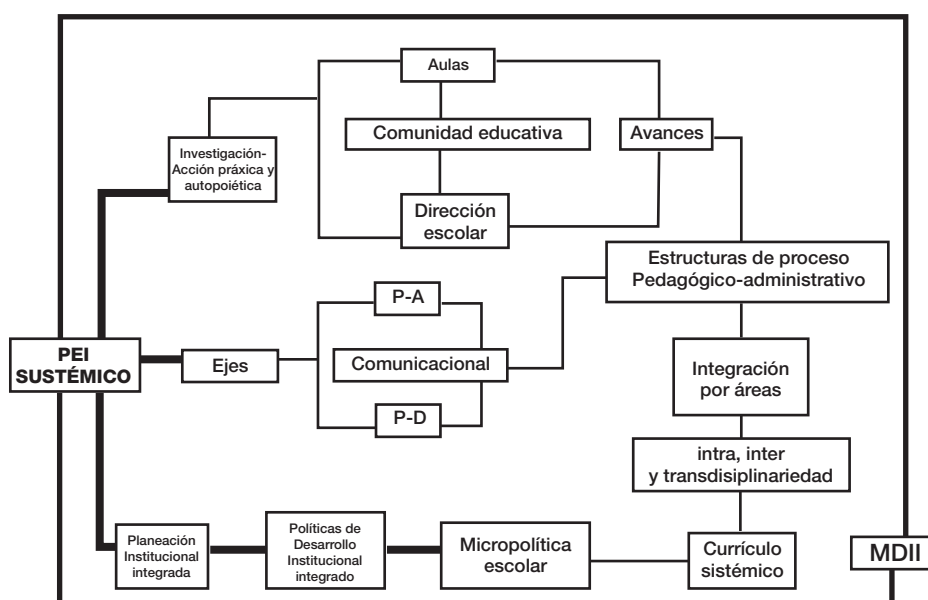 Aulas
Comunidad educativa
Avances
Investigación-
Acción práxica y
autopoiética
Dirección
escolar
Estructuras de proceso
Pedagógico-administrativo
P-A
PEI
SUSTÉMICO
Ejes
Comunicacional
Integración
por áreas
P-D
intra, inter
y transdisiplinariedad
Planeación
Institucional
integrada
Políticas de
Desarrollo
Institucional
integrado
Micropolítica
escolar
Currículo
sistémico
MDII